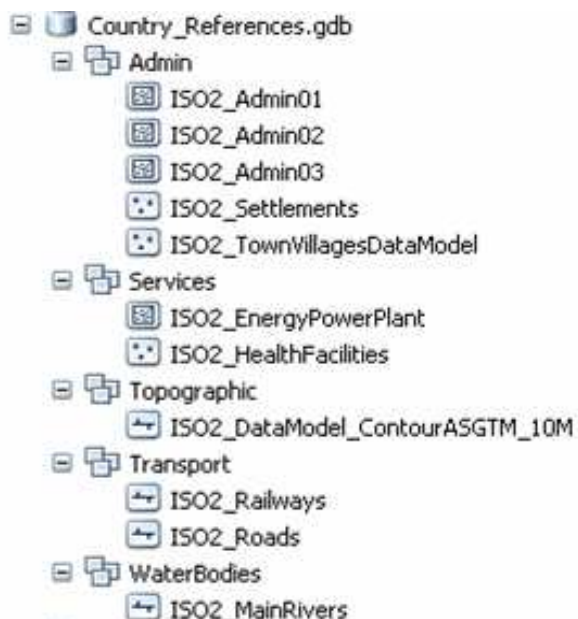 Country_References.gdb
Admin
ISO2_Admin01
ISO2_Admin02
ISO2_Admin03
ISO2_Settlements
ISO2_TownVillagesDataModel
Services
ISO2_EnergyPowerPlant
ISO2_HealthFacilities
Topographic
ISO2_DataModel_ContourASGTM_10M
Transport
ISO2_Railways
ISO2_Roads
WaterBodies
ISO2_MainRivers